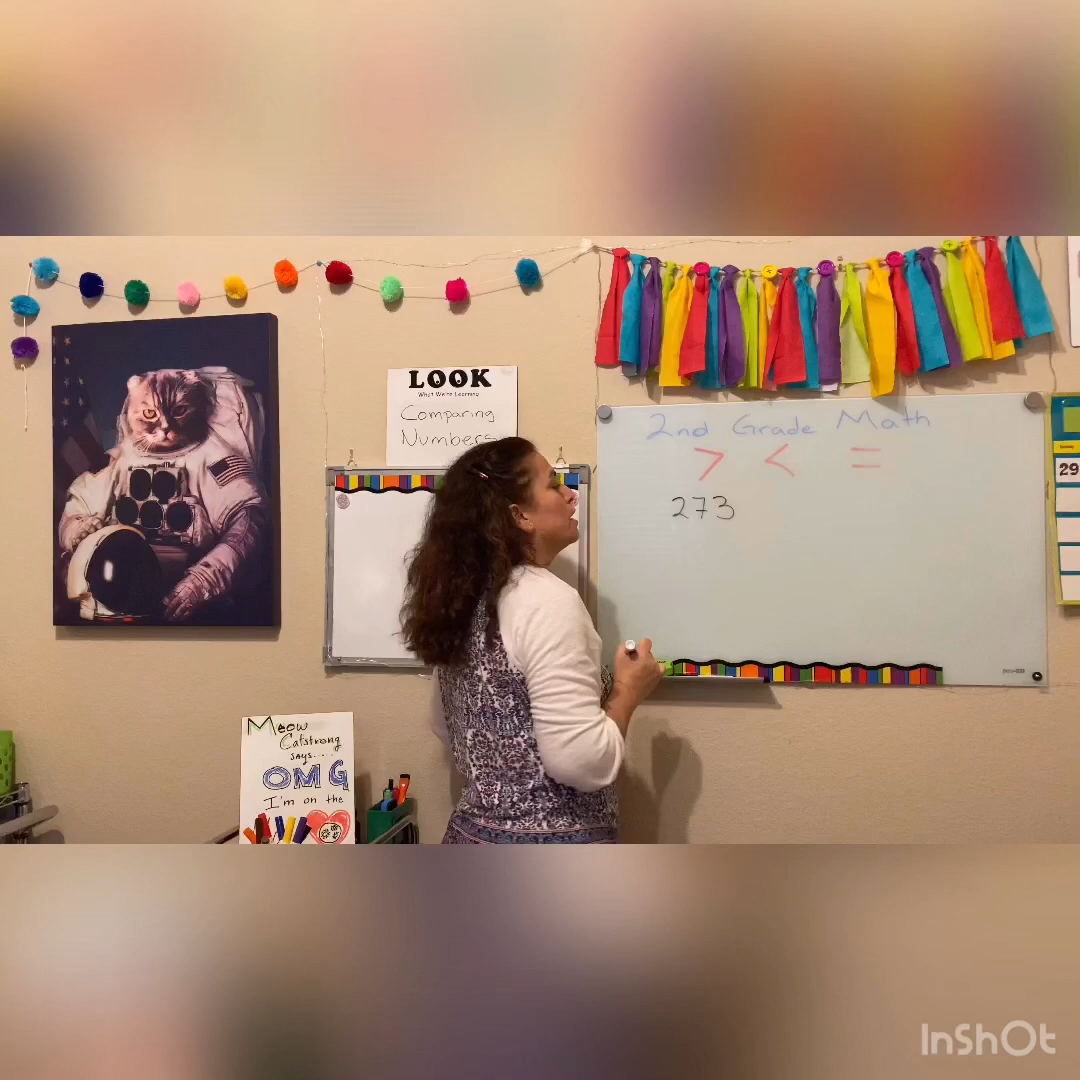 LOOK
What We're Learning
Comparing
Numbers
2nd Grade Math
> < =
273
29
Meow
Catstrong
says.....
OMG
I'm on the
InShOt